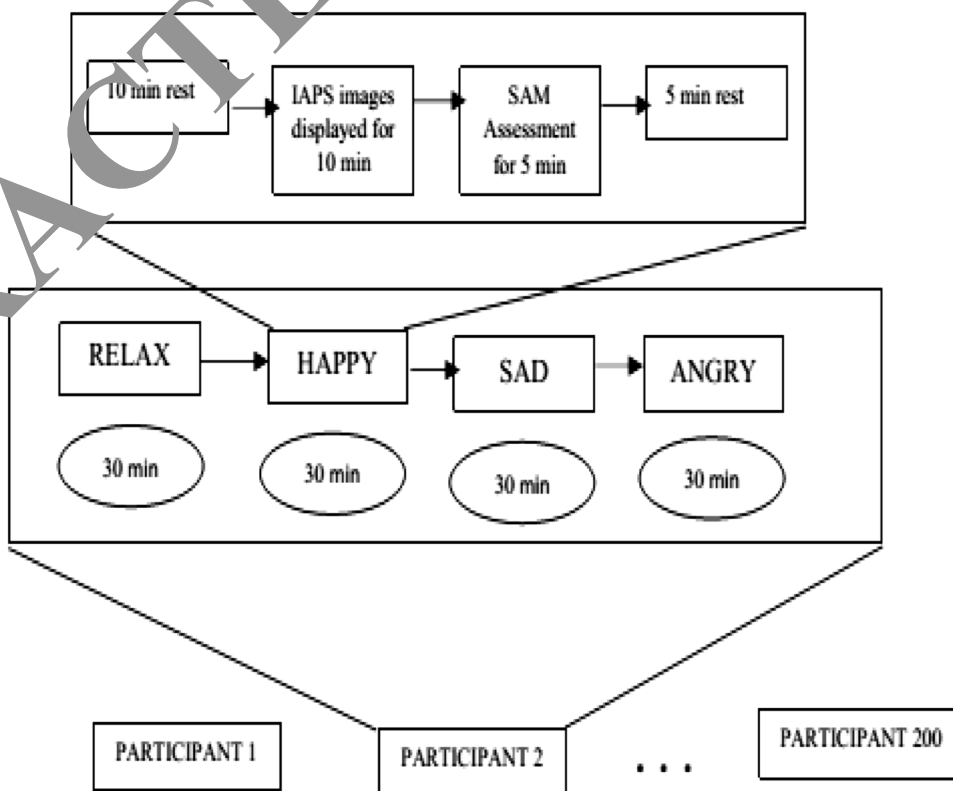 10 min rest
IAPS images
displayed for
10 min
SAM
Assessment
for 5 min
5 min rest
RELAX
HAPPY
SAD
ANGRY
30 min
30 min
30 min
30 min
PARTICIPANT 1
PARTICIPANT 2
. . .
PARTICIPANT 200